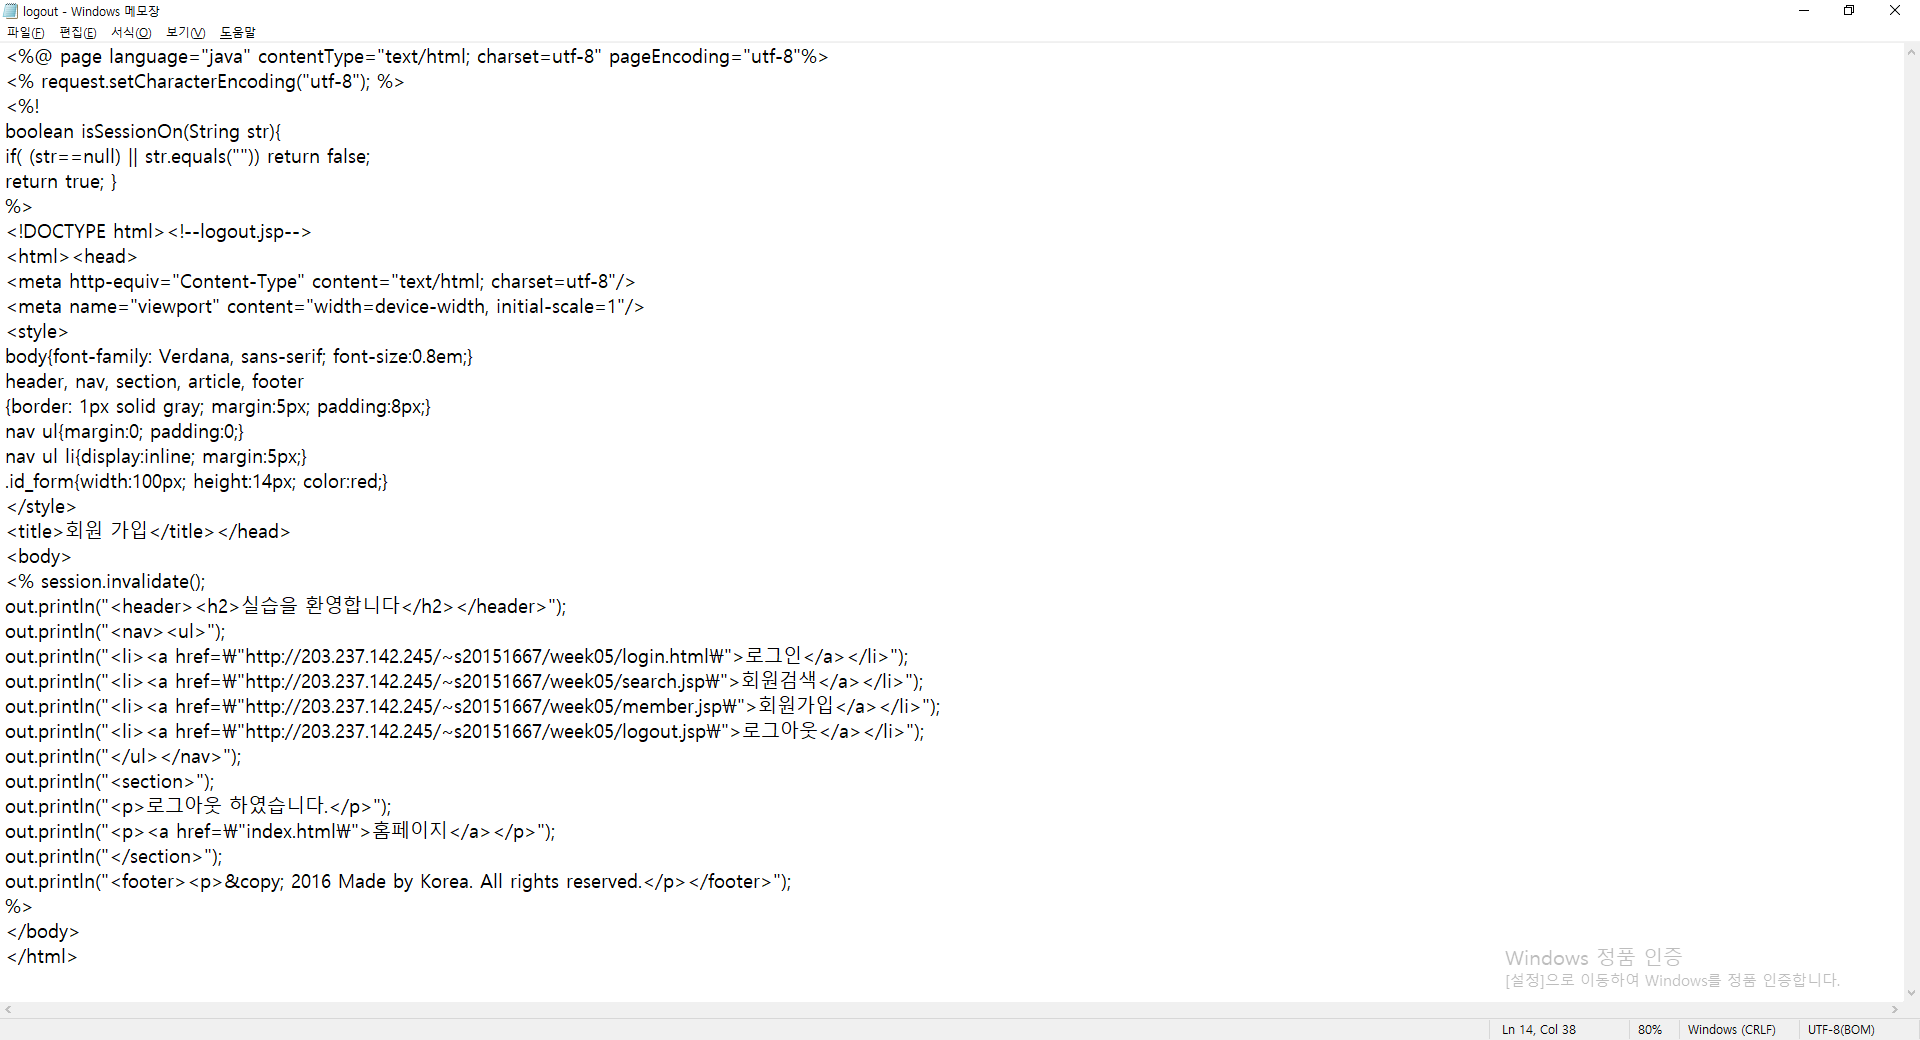 logout - Windows 메모장
파일(F) 편집(E) 서식(O) 보기(V) 도움말
<%@ page language="java" contentType="text/html; charset=utf-8" pageEncoding="utf-8"%>
<% request.setCharacterEncoding("utf-8"); %>
<%!
boolean isSessionOn(String str){
if( (str==null) || str.equals("")) return false;
return true; }
%>
<!DOCTYPE html><!--logout.jsp-->
<html><head>
<meta http-equiv="Content-Type" content="text/html; charset=utf-8"/>
<meta name="viewport" content="width=device-width, initial-scale=1"/>
<style>
body{font-family: Verdana, sans-serif; font-size:0.8em;}
header, nav, section, article, footer
{border: 1px solid gray; margin:5px; padding:8px;}
nav ul{margin:0; padding:0;}
nav ul li{display:inline; margin:5px;}
.id_form{width:100px; height:14px; color:red;}
</style>
<title>회원 가입</title></head>
<body>
<% session.invalidate();
out.println("<header><h2>실습을 환영합니다</h2></header>");
out.println("<nav><ul>");
out.println("<li><a href=₩"http://203.237.142.245/~s20151667/week05/login.html₩">로그인</a></li>");
out.println("<li><a href=₩"http://203.237.142.245/~s20151667/week05/search.jsp₩">회원검색</a></li>");
out.println("<li><a href=₩"http://203.237.142.245/~s20151667/week05/member.jsp₩">회원가입</a></li>");
out.println("<li><a href=₩"http://203.237.142.245/~s20151667/week05/logout.jsp₩">로그아웃</a></li>");
out.println("</ul></nav>");
out.println("<section>");
out.println("<p>로그아웃 하였습니다.</p>");
out.println("<p><a href=₩"index.html₩">홈페이지</a></p>");
out.println("</section>");
out.println("<footer><p>&copy; 2016 Made by Korea. All rights reserved.</p></footer>");
%>
</body>
</html>
Windows 정품 인증
[설정]으로 이동하여 Windows를 정품 인증합니다.
Ln 14, Col 38 80% Windows (CRLF) UTF-8(BOM)